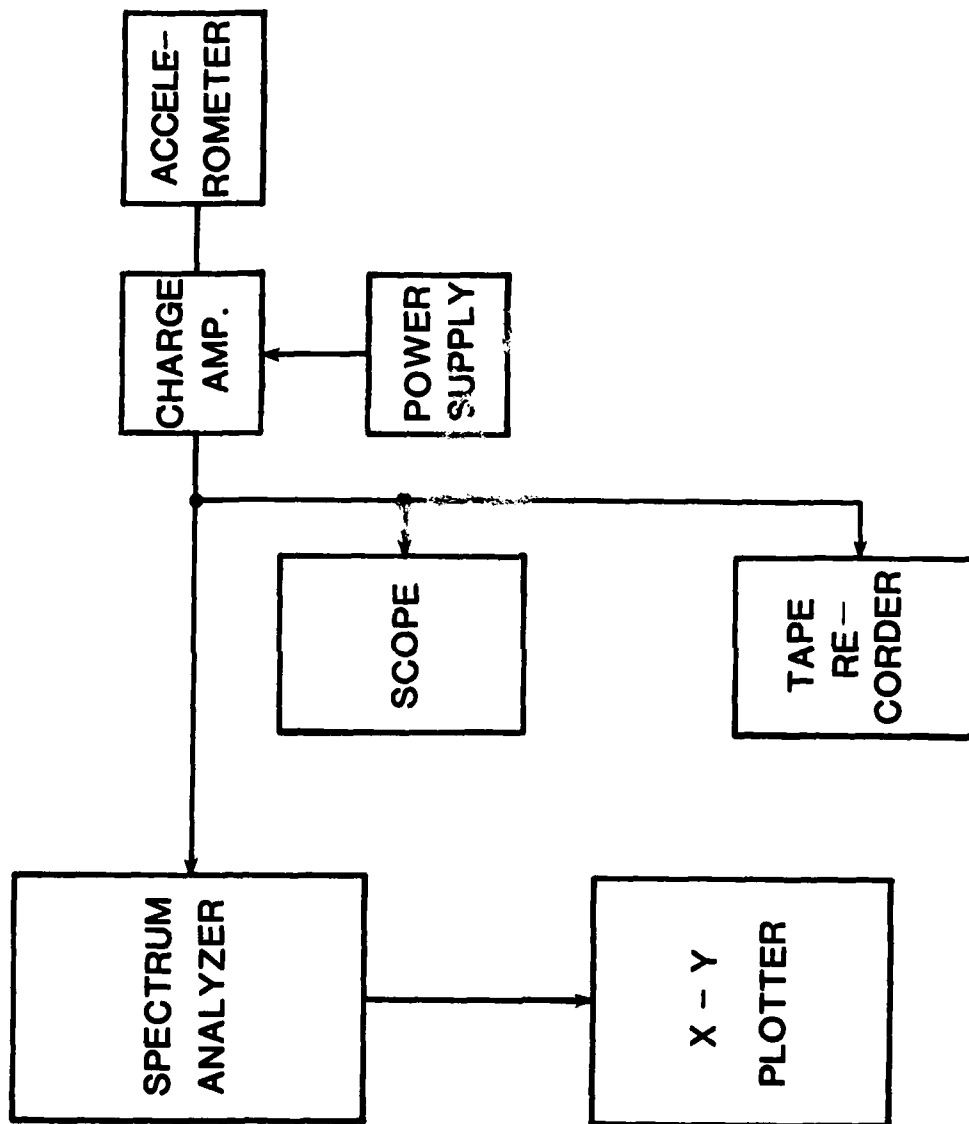 SPECTRUM
ANALYZER
CHARGE
AMP.
ACCELE-
ROMETER
SCOPE
POWER
SUPPLY
X - Y
PLOTTER
TAPE
RE-
CORDER